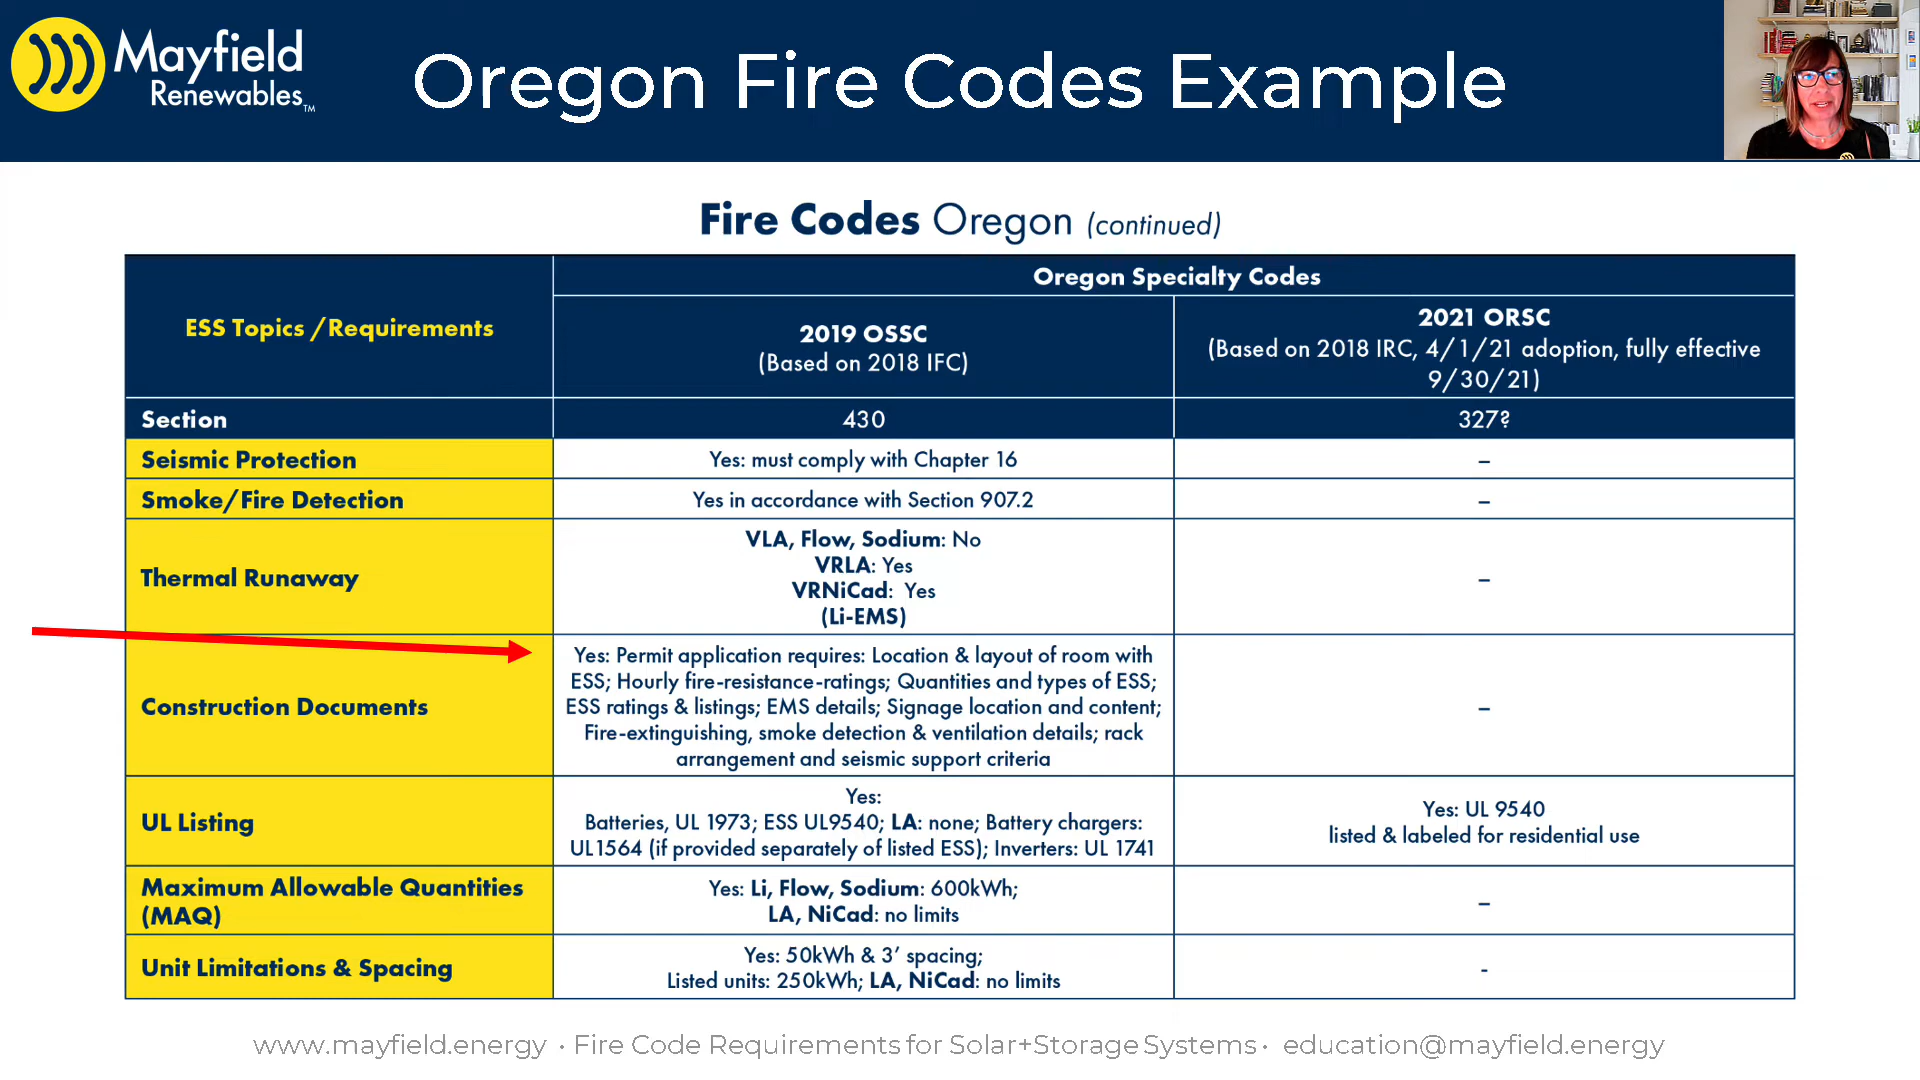 Mayfield
Renewables™
Oregon Fire Codes Example
Fire Codes Oregon (continued)
ESS Topics /Requirements
Oregon Specialty Codes
2019 OSSC
(Based on 2018 IFC)
2021 ORSC
(Based on 2018 IRC, 4/1/21 adoption, fully effective
9/30/21)
Section
430
327?
Seismic Protection
Yes: must comply with Chapter 16
–
Smoke/Fire Detection
Yes in accordance with Section 907.2
–
Thermal Runaway
VLA, Flow, Sodium: No
VRLA: Yes
VRNiCad: Yes
(Li-EMS)
–
Construction Documents
Yes: Permit application requires: Location & layout of room with
ESS; Hourly fire-resistance-ratings; Quantities and types of ESS;
ESS ratings & listings; EMS details; Signage location and content;
Fire-extinguishing, smoke detection & ventilation details; rack
arrangement and seismic support criteria
–
UL Listing
Yes:
Batteries, UL 1973; ESS UL9540; LA: none; Battery chargers:
UL1564 (if provided separately of listed ESS); Inverters: UL 1741
Yes: UL 9540
listed & labeled for residential use
Maximum Allowable Quantities
(MAQ)
Yes: Li, Flow, Sodium: 600kWh;
LA, NiCad: no limits
–
Unit Limitations & Spacing
Yes: 50kWh & 3′ spacing;
Listed units: 250kWh; LA, NiCad: no limits
-
www.mayfield.energy • Fire Code Requirements for Solar+Storage Systems • education@mayfield.energy